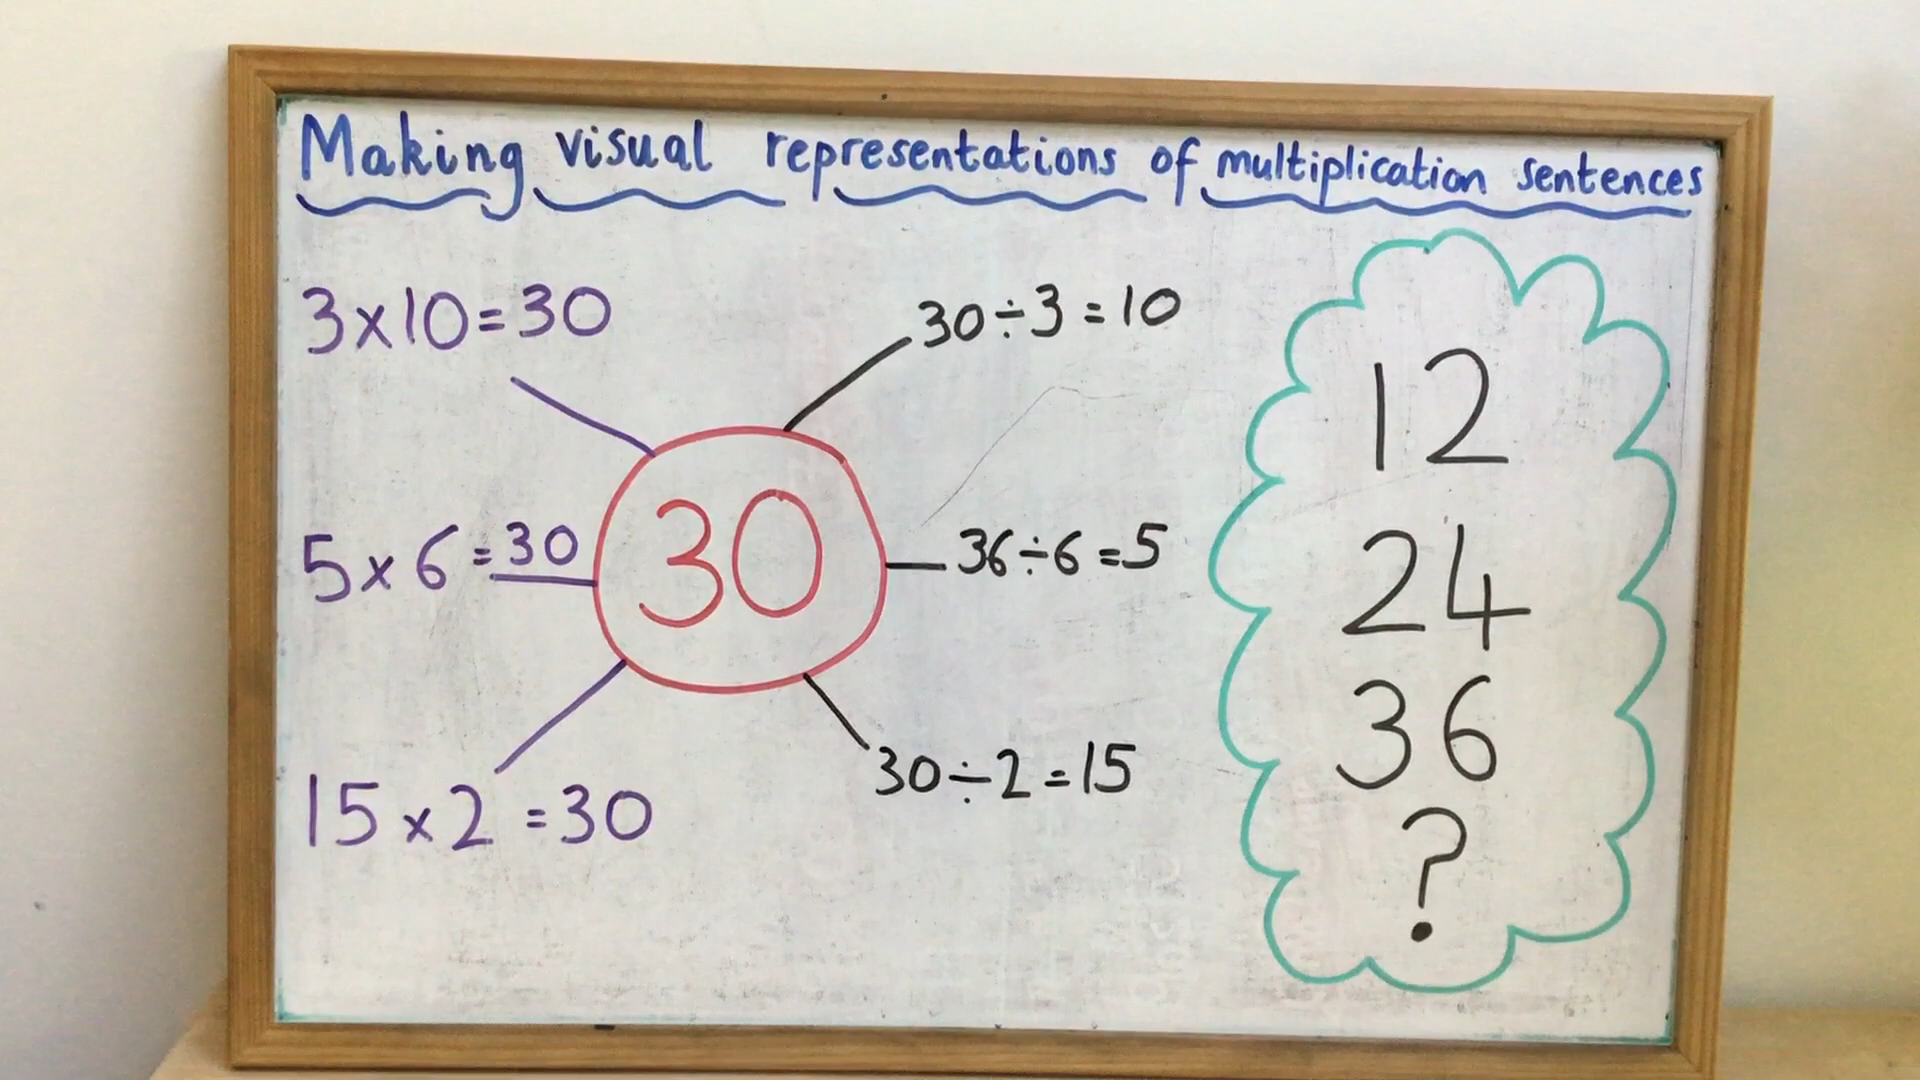 Making visual representations of multiplication sentences
3x10=30
30÷3=10
5x6=30
30
36÷6=5
15x2=30
30÷2=15
12
24
36
?